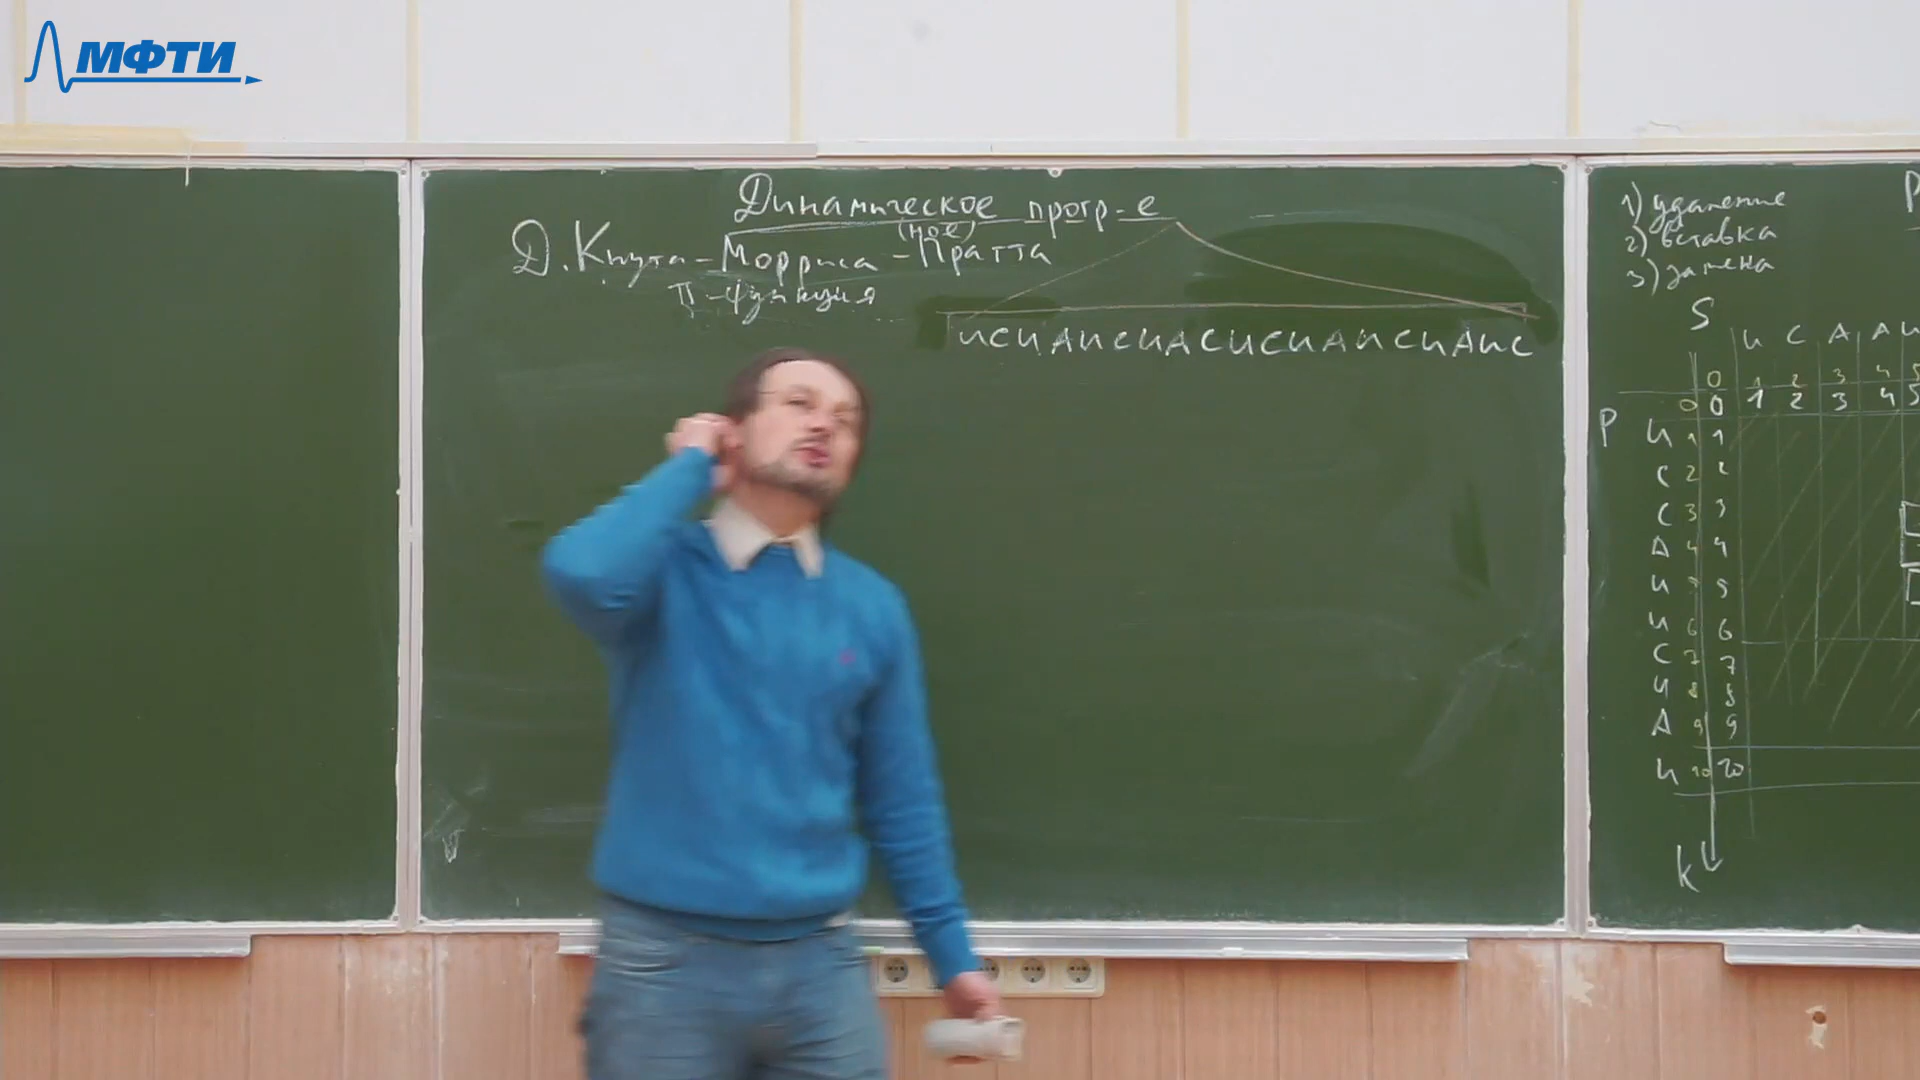 МФТИ
Динамическое прогр-е
(ное)
Д. Кнута-Морриса-Пратта
П-функция
ИСИАИСИАСИСИАИСИАИС
1) удаление
2) вставка
3) замена
S
И С А А И
0 1 2 3 4 5
0 0 1 2 3 4 5
P И 1 1
С 2 2
С 3 3
А 4 4
И 5
И 6 6
С 7 7
И 8 8
А 9 9
И 10
K